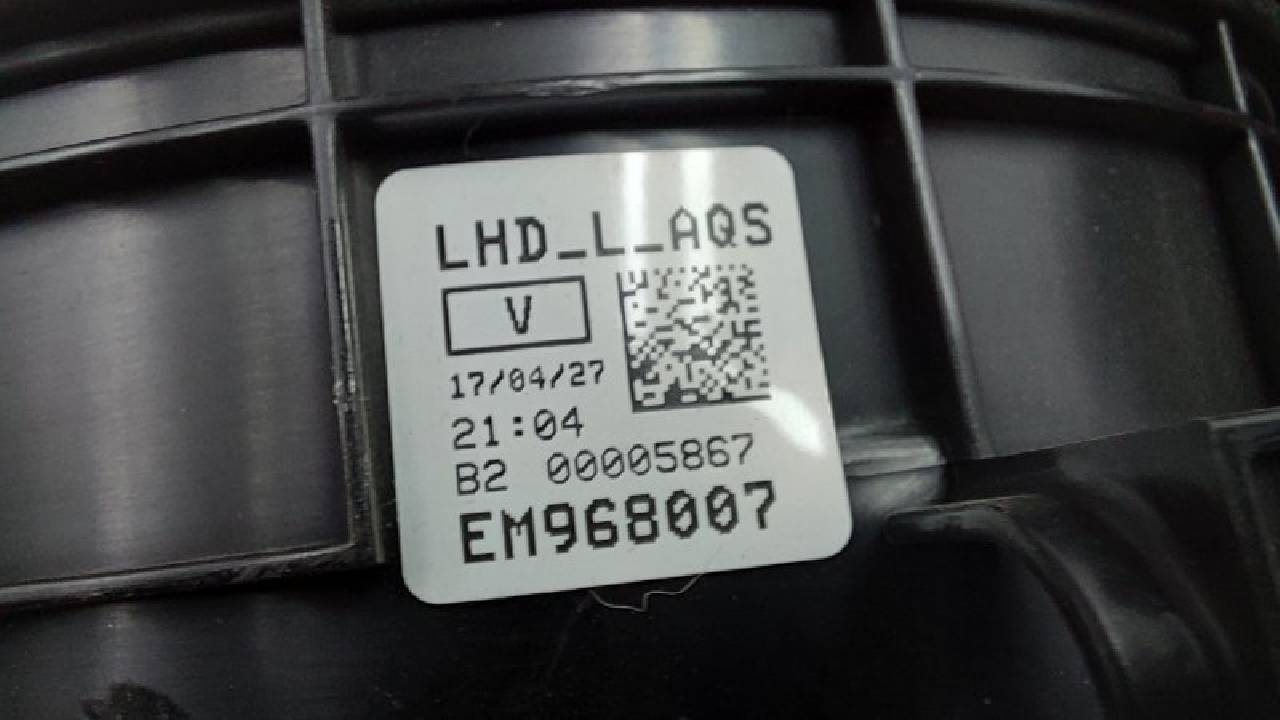 LHD_L_AQS
V
17/04/27
21:04
B2 00005867
EM968007